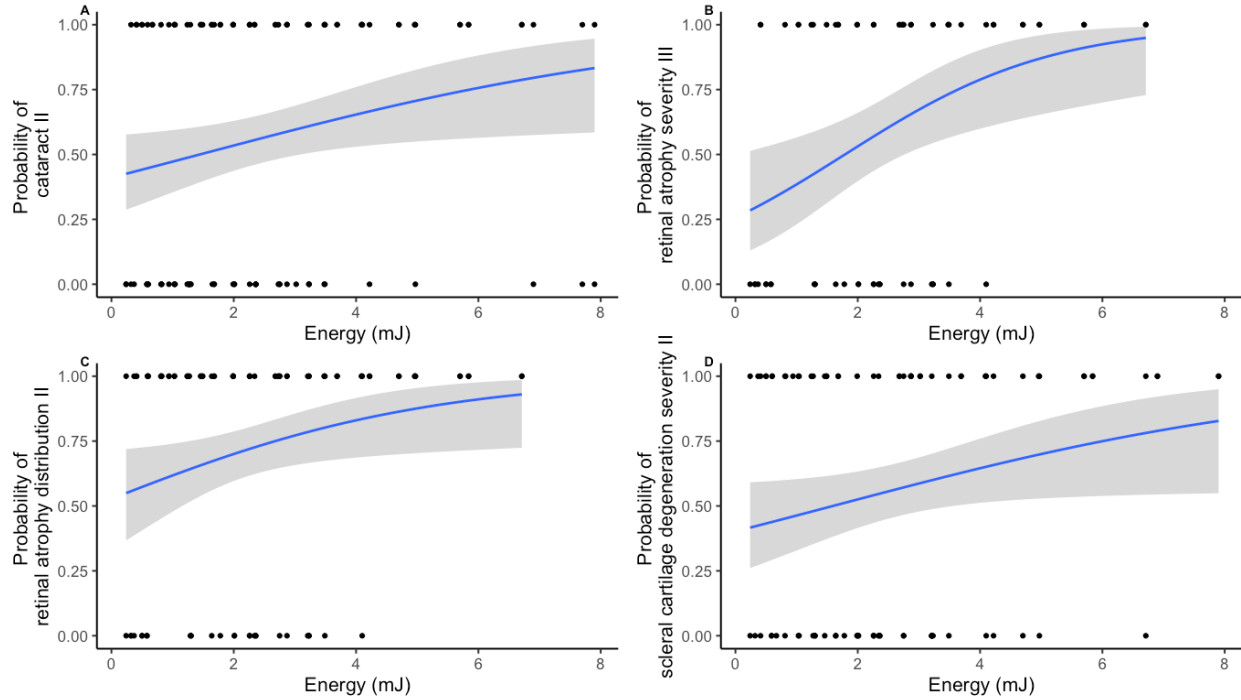 A
Probability of
cataract II
1.00
0.75
0.50
0.25
0.00
0
2
4
6
8
Energy (mJ)
B
Probability of
retinal atrophy severity III
1.00
0.75
0.50
0.25
0.00
0
2
4
6
8
Energy (mJ)
C
Probability of
retinal atrophy distribution II
1.00
0.75
0.50
0.25
0.00
0
2
4
6
8
Energy (mJ)
D
Probability of
scleral cartilage degeneration severity II
1.00
0.75
0.50
0.25
0.00
0
2
4
6
8
Energy (mJ)